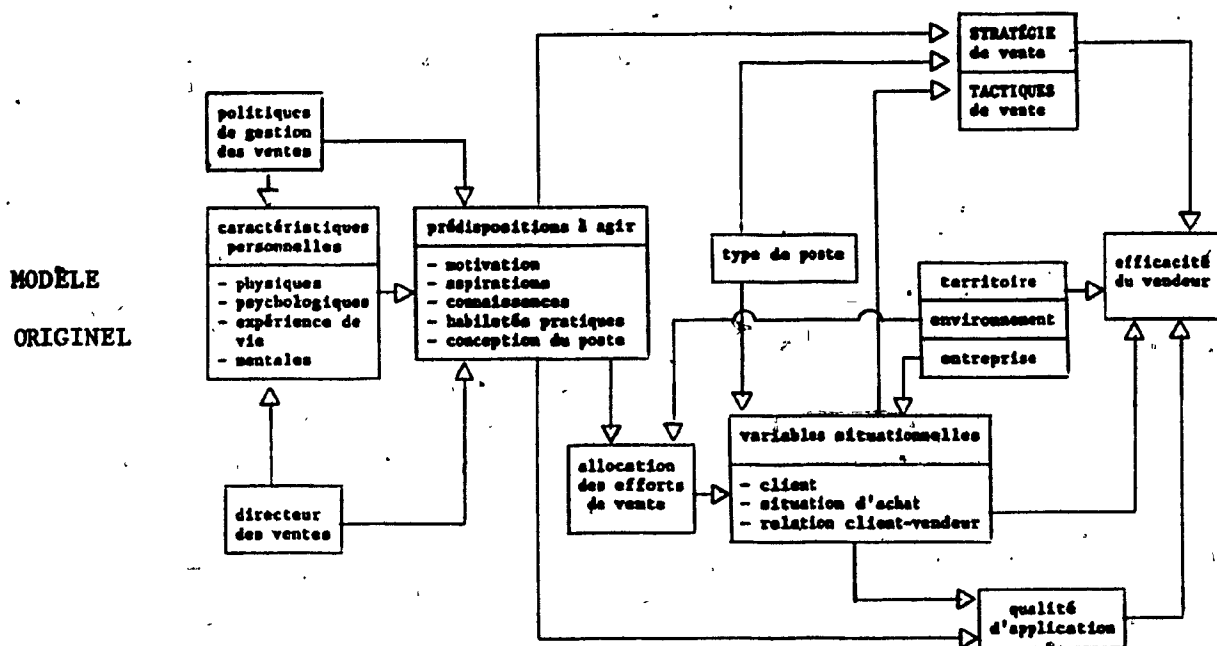 STRATÉGIE
de vente
TACTIQUES
de vente
politiques
de gestion
des ventes
caractéristiques
personnelles
- physiques
- psychologiques
- expérience de
vie
- mentales
prédispositions à agir
- motivation
- aspirations
- connaissances
- habiletés pratiques
- conception du poste
type de poste
territoire
environnement
entreprise
efficacité
du vendeur
MODÈLE
ORIGINEL
allocation
des efforts
de vente
variables situationnelles
- client
- situation d'achat
- relation client-vendeur
directeur
des ventes
qualité
d'application